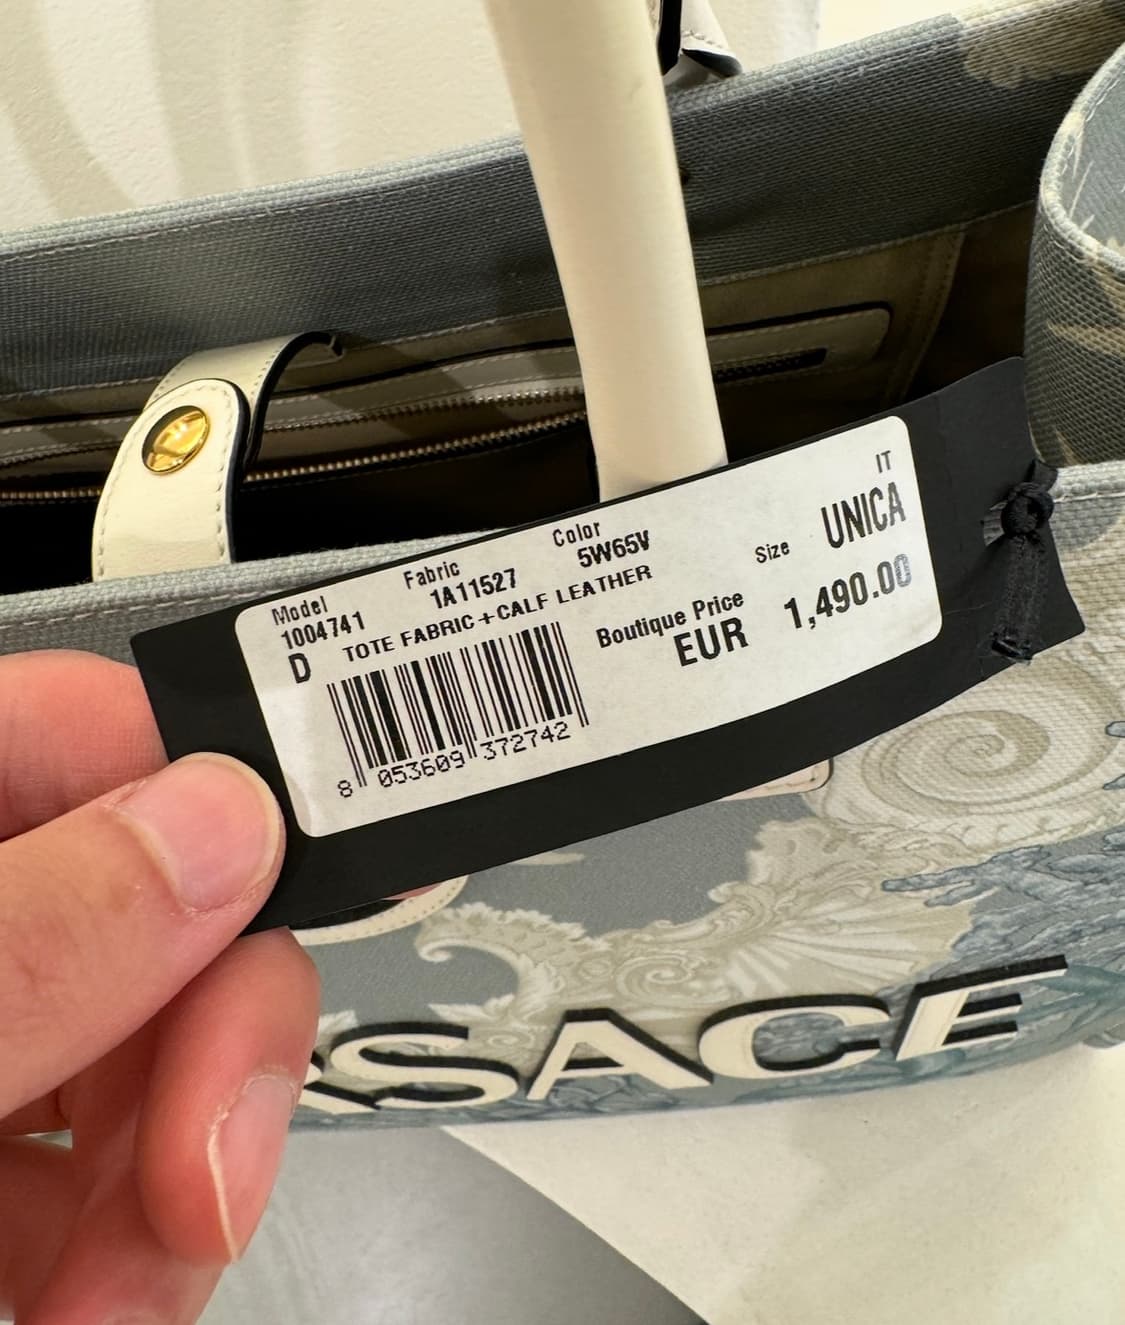 Model Fabric Color IT
1004741 1A11527 5W65V Size UNICA
D TOTE FABRIC+CALF LEATHER
Boutique Price 1,490.00
EUR
8 053609 372742
RSACE